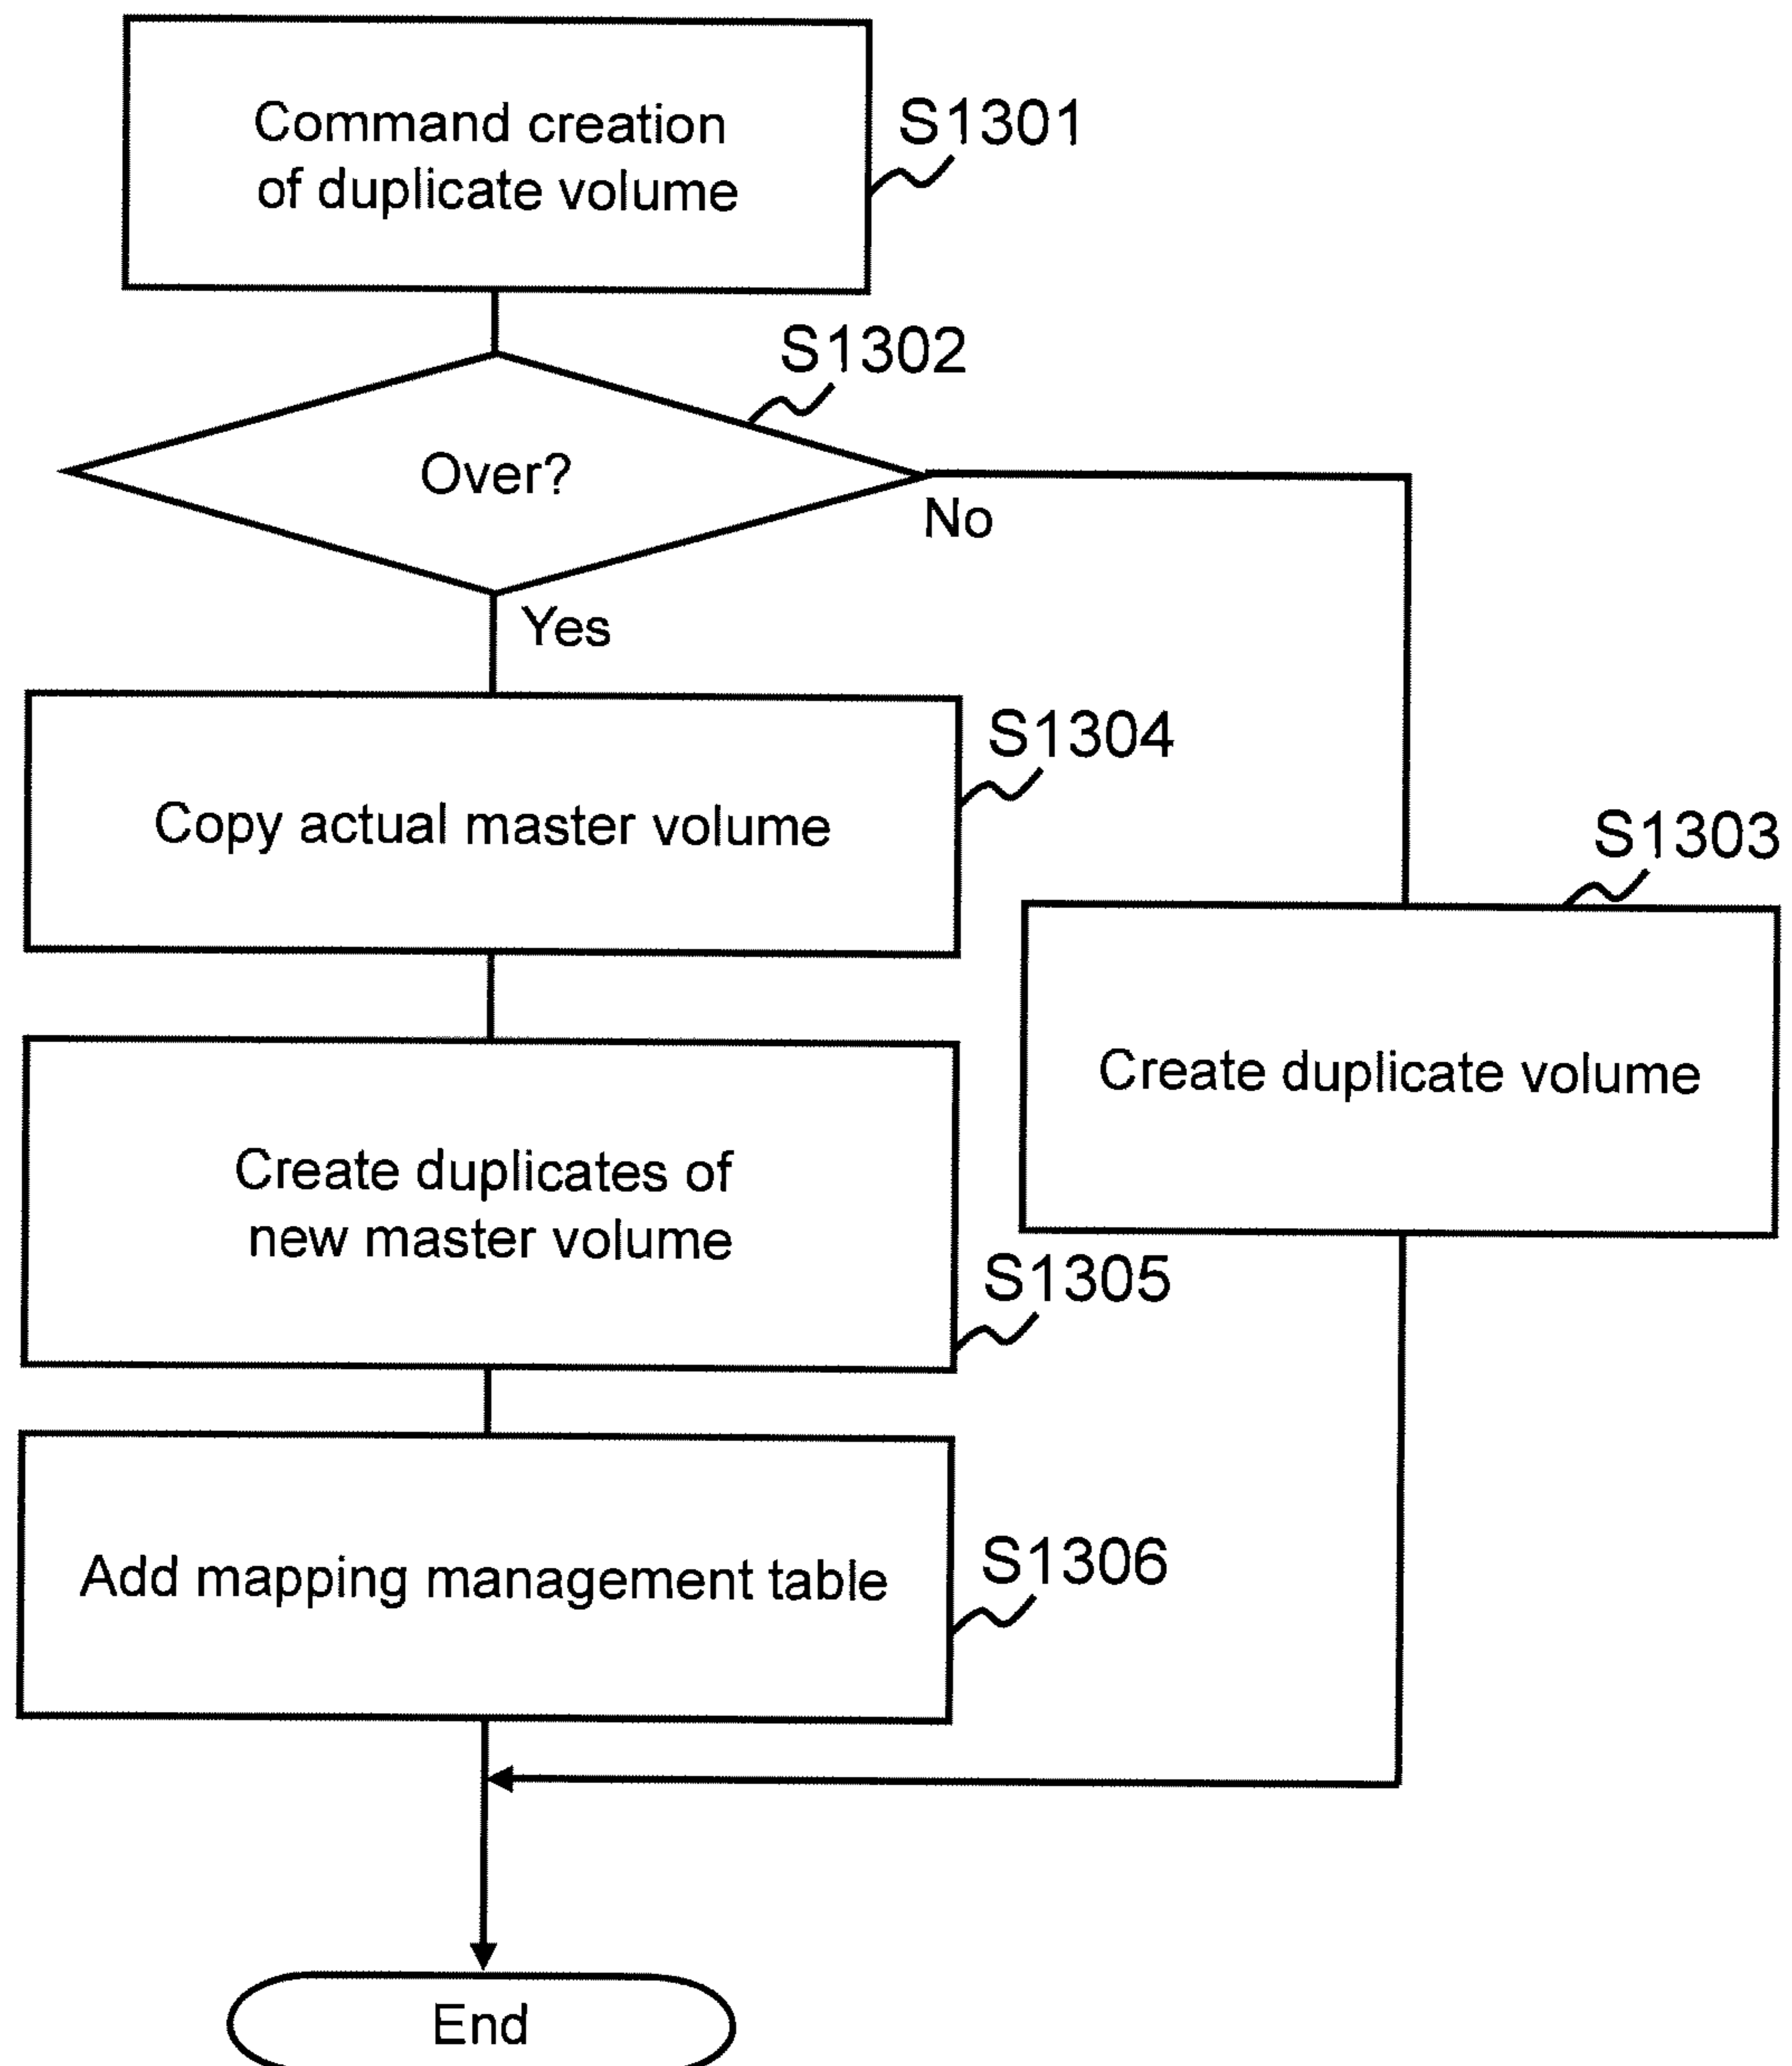 Command creation
of duplicate volume
S1301
S1302
Over?
No
Yes
S1304
Copy actual master volume
S1303
Create duplicate volume
Create duplicates of
new master volume
S1305
Add mapping management table
S1306
End